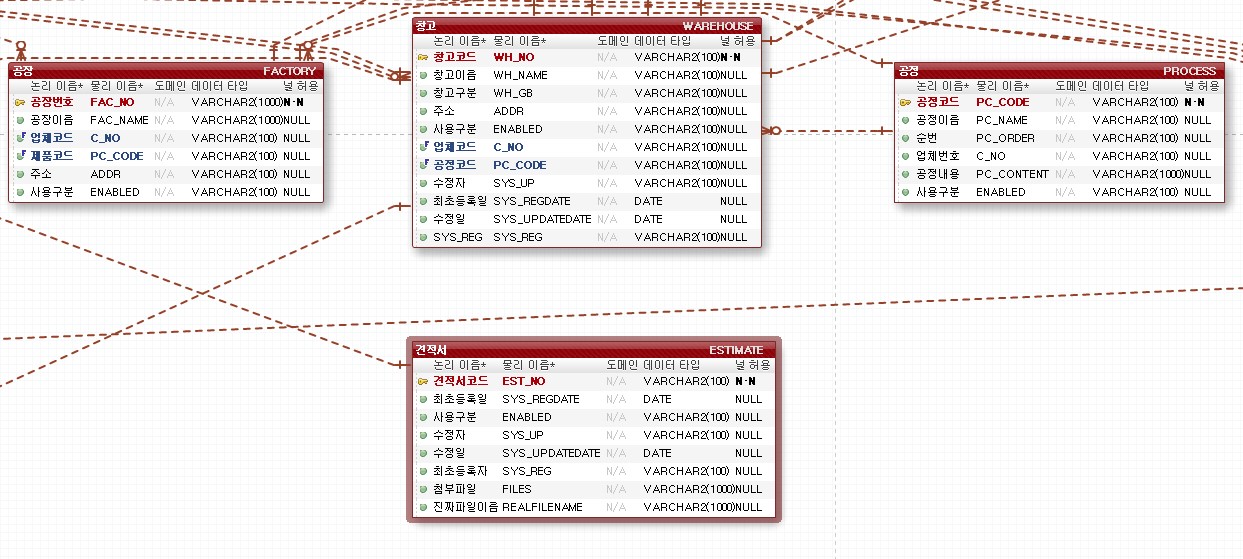 창고 WAREHOUSE
논리 이름* 물리 이름* 도메인 데이터 타입 널 허용
창고코드 WH_NO N/A VARCHAR2(100) N-N
창고이름 WH_NAME N/A VARCHAR2(100) NULL
창고구분 WH_GB N/A VARCHAR2(100) NULL
주소 ADDR N/A VARCHAR2(100) NULL
사용구분 ENABLED N/A VARCHAR2(100) NULL
업체코드 C_NO N/A VARCHAR2(100) NULL
공정코드 PC_CODE N/A VARCHAR2(100) NULL
수정자 SYS_UP N/A VARCHAR2(100) NULL
최초등록일 SYS_REGDATE N/A DATE NULL
수정일 SYS_UPDATEDATE N/A DATE NULL
SYS_REG SYS_REG N/A VARCHAR2(100) NULL
공장 FACTORY
논리 이름* 물리 이름* 도메인 데이터 타입 널 허용
공장번호 FAC_NO N/A VARCHAR2(1000) N-N
공장이름 FAC_NAME N/A VARCHAR2(1000) NULL
업체코드 C_NO N/A VARCHAR2(100) NULL
제품코드 PC_CODE N/A VARCHAR2(100) NULL
주소 ADDR N/A VARCHAR2(100) NULL
사용구분 ENABLED N/A VARCHAR2(100) NULL
공정 PROCESS
논리 이름* 물리 이름* 도메인 데이터 타입 널 허용
공정코드 PC_CODE N/A VARCHAR2(100) N-N
공정이름 PC_NAME N/A VARCHAR2(100) NULL
순번 PC_ORDER N/A VARCHAR2(100) NULL
업체번호 C_NO N/A VARCHAR2(100) NULL
공정내용 PC_CONTENT N/A VARCHAR2(1000) NULL
사용구분 ENABLED N/A VARCHAR2(100) NULL
견적서 ESTIMATE
논리 이름* 물리 이름* 도메인 데이터 타입 널 허용
견적서코드 EST_NO N/A VARCHAR2(100) N-N
최초등록일 SYS_REGDATE N/A DATE NULL
사용구분 ENABLED N/A VARCHAR2(100) NULL
수정자 SYS_UP N/A VARCHAR2(100) NULL
수정일 SYS_UPDATEDATE N/A DATE NULL
최초등록자 SYS_REG N/A VARCHAR2(100) NULL
첨부파일 FILES N/A VARCHAR2(1000) NULL
진짜파일이름 REALFILENAME N/A VARCHAR2(1000) NULL